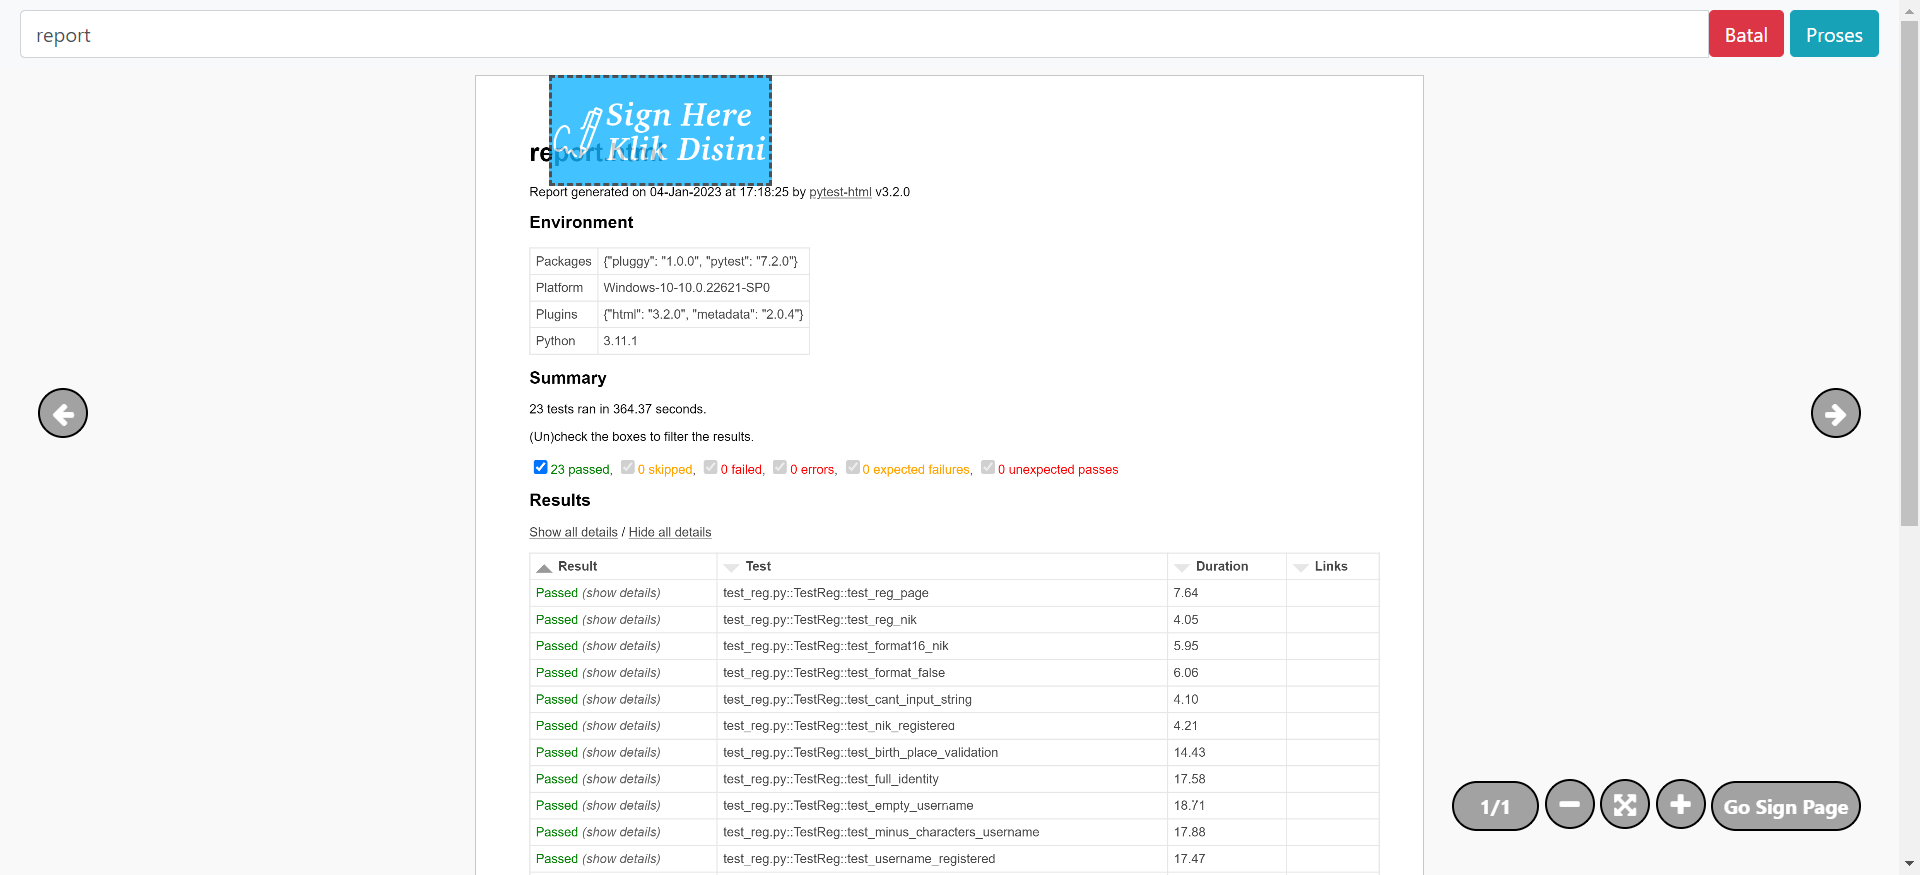 report
Batal
Proses
Sign Here
Klik Disini
report.html
Report generated on 04-Jan-2023 at 17:18:25 by pytest-html v3.2.0
Environment
Packages {"pluggy": "1.0.0", "pytest": "7.2.0"}
Platform Windows-10-10.0.22621-SP0
Plugins {"html": "3.2.0", "metadata": "2.0.4"}
Python 3.11.1
Summary
23 tests ran in 364.37 seconds.
(Un)check the boxes to filter the results.
23 passed, 0 skipped, 0 failed, 0 errors, 0 expected failures, 0 unexpected passes
Results
Show all details / Hide all details
Result Test Duration Links
Passed (show details) test_reg.py::TestReg::test_reg_page 7.64
Passed (show details) test_reg.py::TestReg::test_reg_nik 4.05
Passed (show details) test_reg.py::TestReg::test_format16_nik 5.95
Passed (show details) test_reg.py::TestReg::test_format_false 6.06
Passed (show details) test_reg.py::TestReg::test_cant_input_string 4.10
Passed (show details) test_reg.py::TestReg::test_nik_registered 4.21
Passed (show details) test_reg.py::TestReg::test_birth_place_validation 14.43
Passed (show details) test_reg.py::TestReg::test_full_identity 17.58
Passed (show details) test_reg.py::TestReg::test_empty_username 18.71
Passed (show details) test_reg.py::TestReg::test_minus_characters_username 17.88
Passed (show details) test_reg.py::TestReg::test_username_registered 17.47
1/1
Go Sign Page